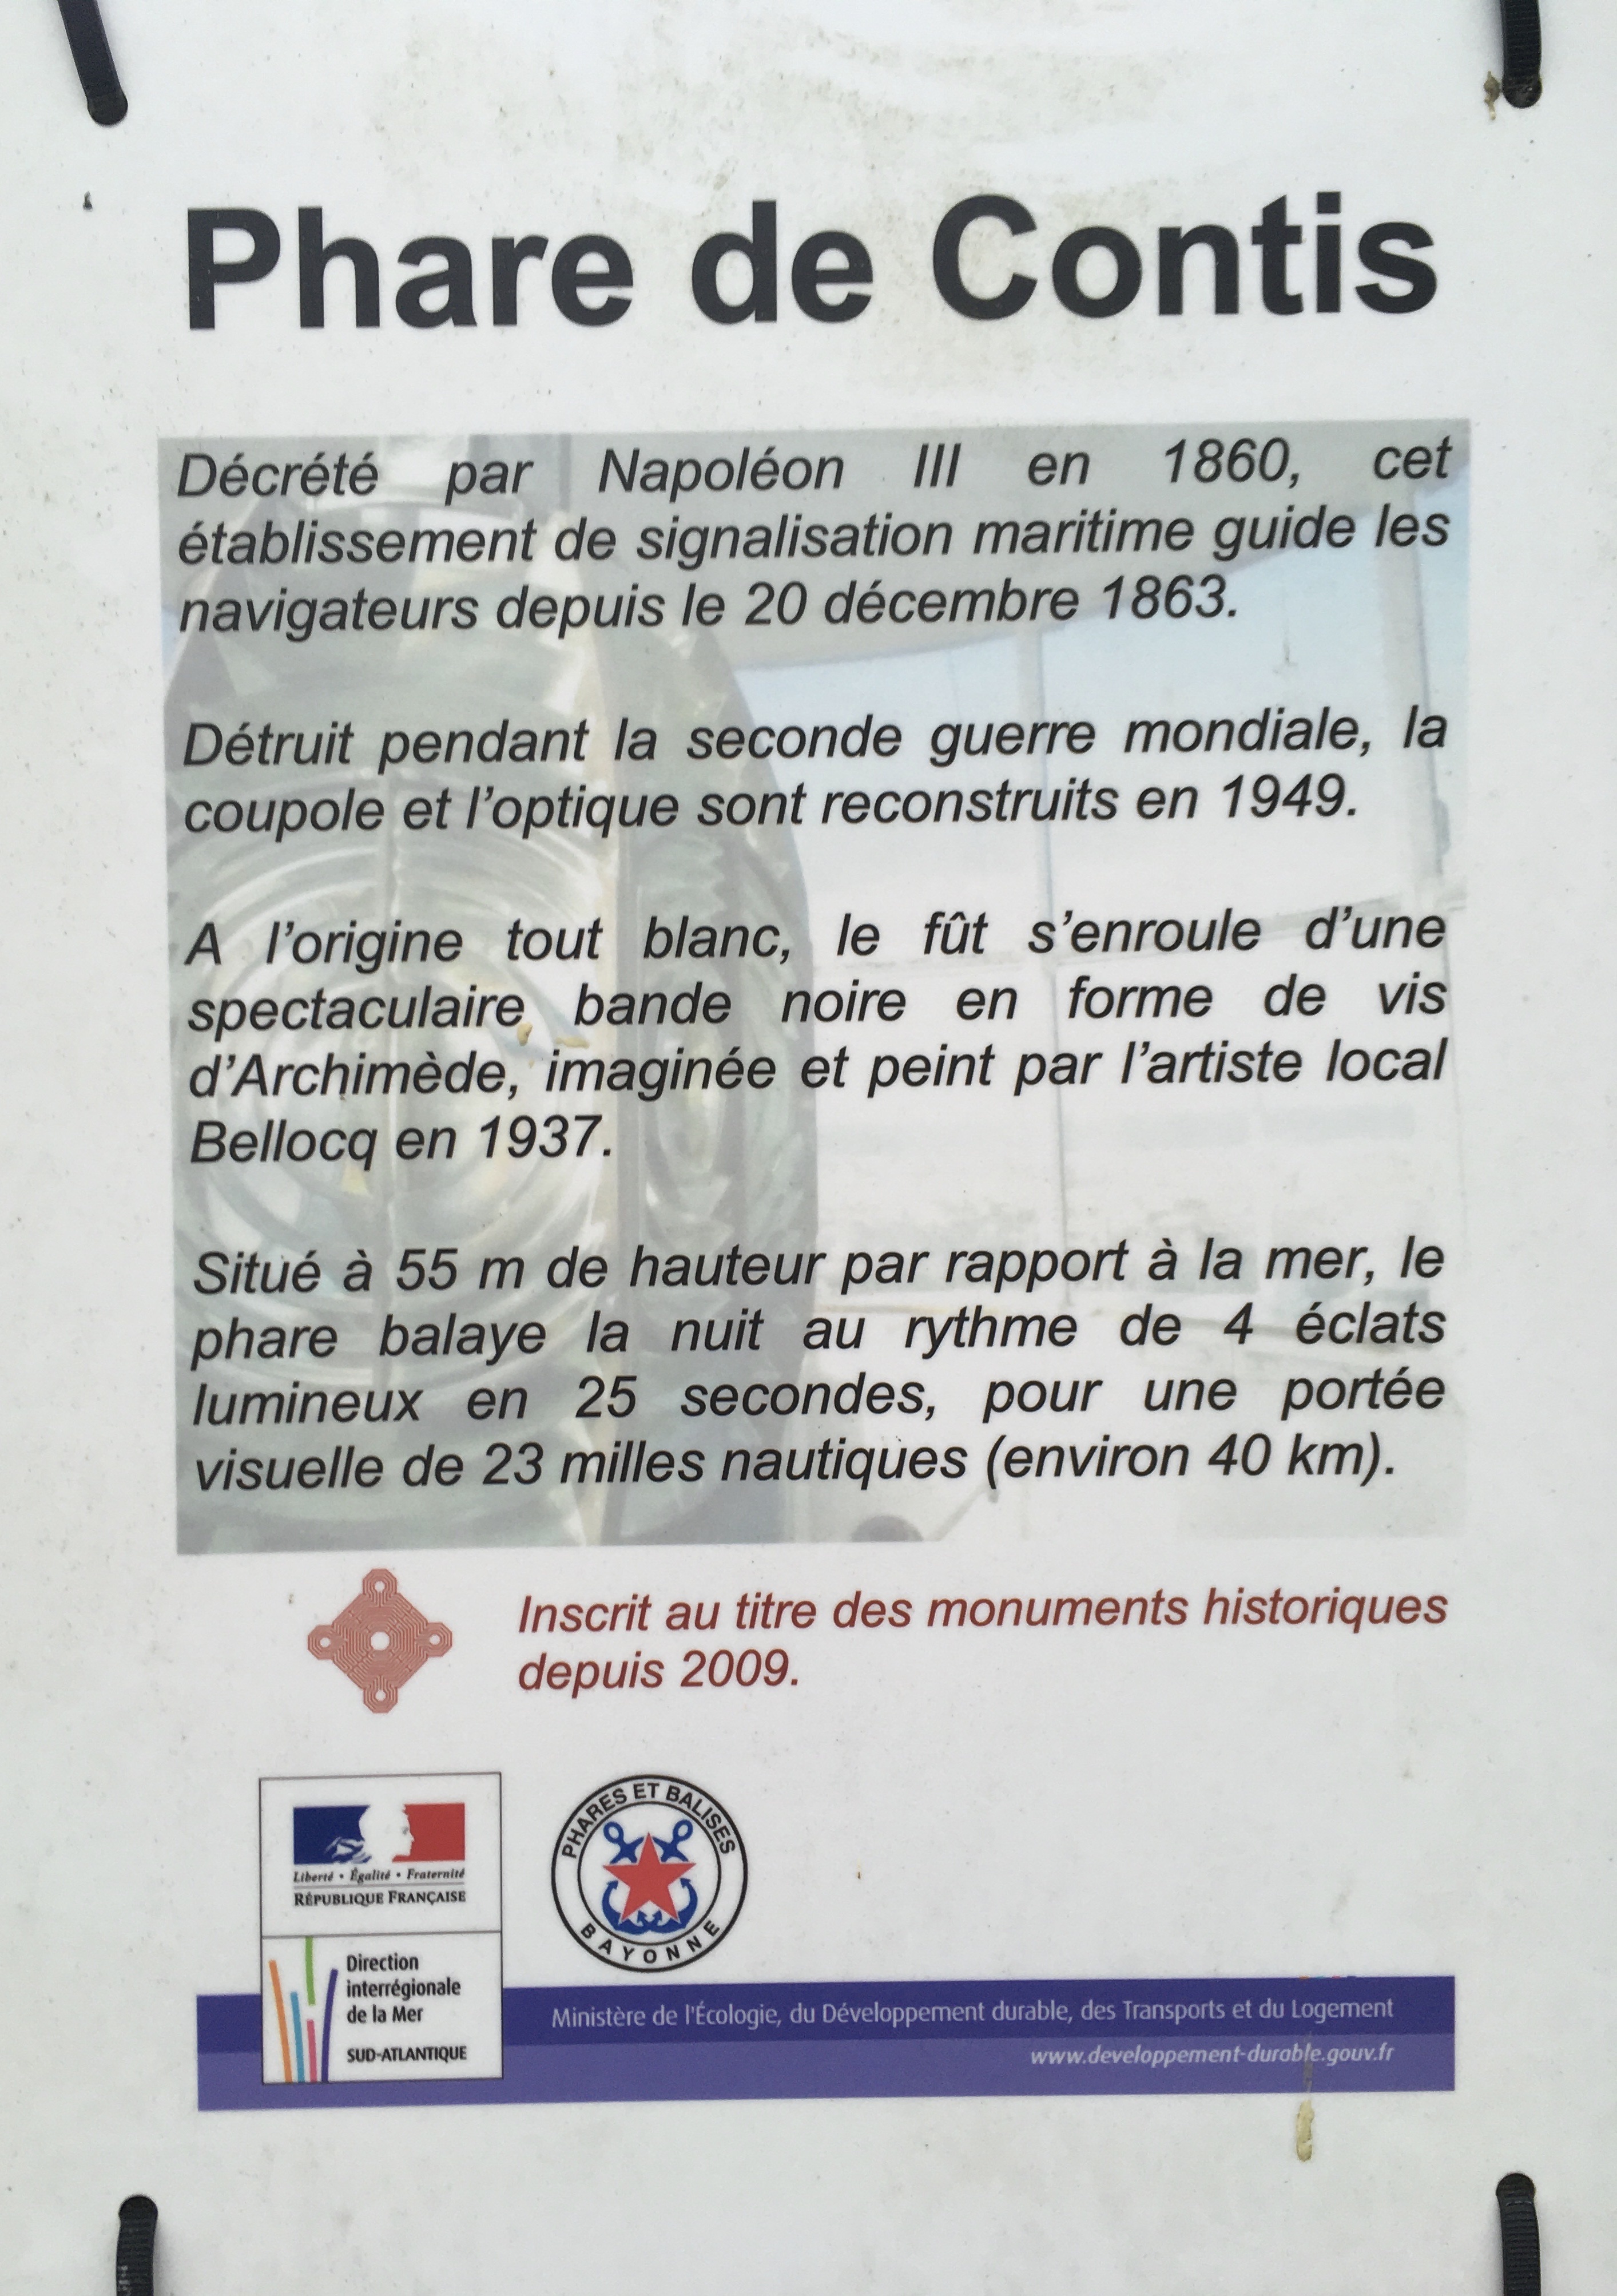 Phare de Contis
Décrété par Napoléon III en 1860, cet
établissement de signalisation maritime guide les
navigateurs depuis le 20 décembre 1863.
Détruit pendant la seconde guerre mondiale, la
coupole et l'optique sont reconstruits en 1949.
A l'origine tout blanc, le fût s'enroule d'une
spectaculaire bande noire en forme de vis
d'Archimède, imaginée et peint par l'artiste local
Bellocq en 1937.
Situé à 55 m de hauteur par rapport à la mer, le
phare balaye la nuit au rythme de 4 éclats
lumineux en 25 secondes, pour une portée
visuelle de 23 milles nautiques (environ 40 km).
Inscrit au titre des monuments historiques
depuis 2009.
Liberté • Égalité • Fraternité
RÉPUBLIQUE FRANÇAISE
Direction
interrégionale
de la Mer
SUD-ATLANTIQUE
PHARES ET BALISES
BAYONNE
Ministère de l'Écologie, du Développement durable, des Transports et du Logement
www.developpement-durable.gouv.fr